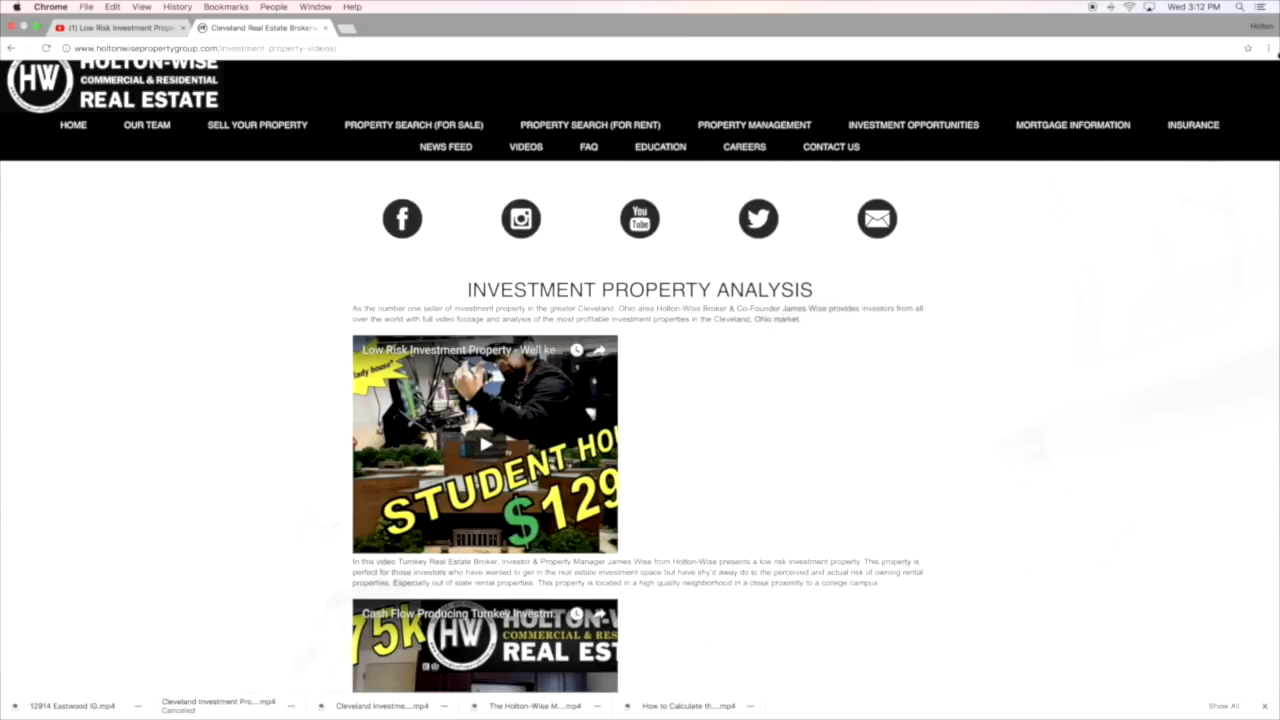 Chrome File Edit View History Bookmarks People Window Help Wed 3:12 PM
(1) Low Risk Investment Prope Cleveland Real Estate Brokera Holton
www.holtonwisepropertygroup.com/investment-property-videos/
HW HOLTON-WISE
COMMERCIAL & RESIDENTIAL
REAL ESTATE
HOME OUR TEAM SELL YOUR PROPERTY PROPERTY SEARCH (FOR SALE) PROPERTY SEARCH (FOR RENT) PROPERTY MANAGEMENT INVESTMENT OPPORTUNITIES MORTGAGE INFORMATION INSURANCE
NEWS FEED VIDEOS FAQ EDUCATION CAREERS CONTACT US
You
Tube
INVESTMENT PROPERTY ANALYSIS
As the number one seller of investment property in the greater Cleveland, Ohio area Holton-Wise Broker & Co-Founder James Wise provides investors from all
over the world with full video footage and analysis of the most profitable investment properties in the Cleveland, Ohio market.
Low Risk Investment Property - Well ke...
lady house"
STUDENT HOU
$129
In this video Turnkey Real Estate Broker, Investor & Property Manager James Wise from Holton-Wise presents a low risk investment property. This property is
perfect for those investors who have wanted to get in the real estate investment space but have shy'd away do to the perceived and actual risk of owning rental
properties. Especially out of state rental properties. This property is located in a high quality neighborhood in a close proximity to a college campus.
Cash Flow Producing Turnkey Investm...
75k HW HOLTON-W
COMMERCIAL & RES
REAL EST
12914 Eastwood IG.mp4 Cleveland Investment Pro....mp4 Cleveland Investme....mp4 The Holton-Wise M....mp4 How to Calculate th....mp4 Show All
Canceled